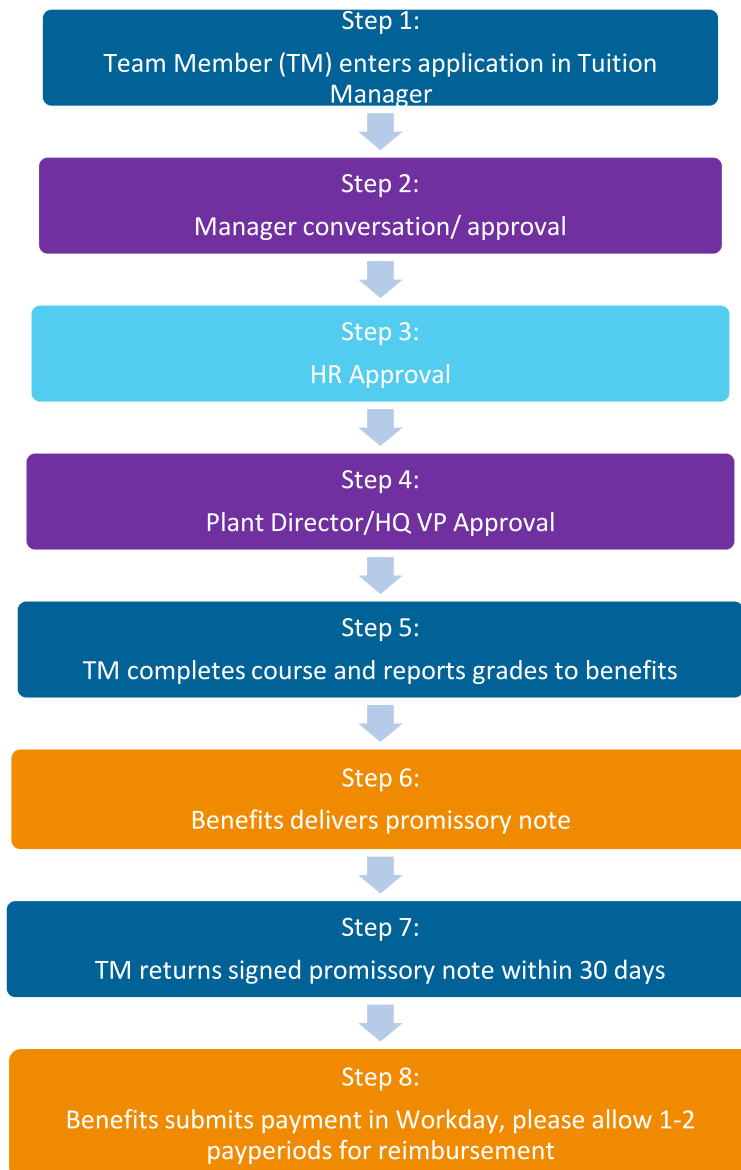 Step 1:
Team Member (TM) enters application in Tuition
Manager
Step 2:
Manager conversation/ approval
Step 3:
HR Approval
Step 4:
Plant Director/HQ VP Approval
Step 5:
TM completes course and reports grades to benefits
Step 6:
Benefits delivers promissory note
Step 7:
TM returns signed promissory note within 30 days
Step 8:
Benefits submits payment in Workday, please allow 1-2
payperiods for reimbursement